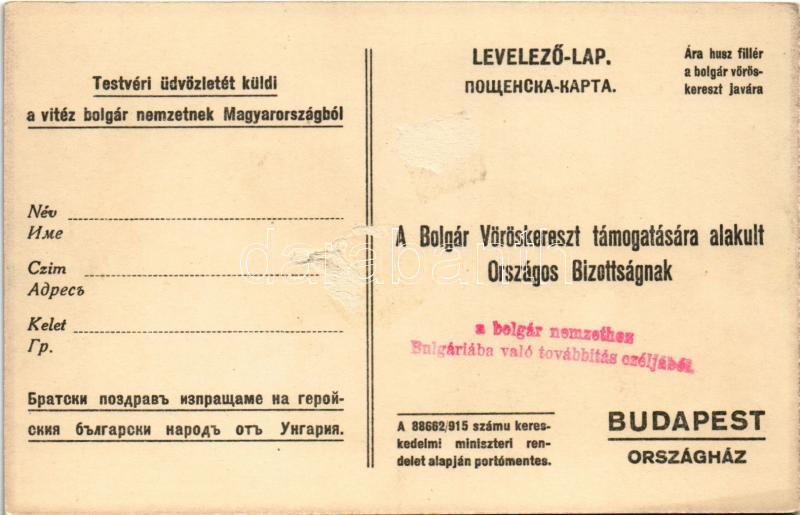 Testvéri üdvözletét küldi
a vitéz bolgár nemzetnek Magyarországból
Név
Име
Czim
Адресъ
Kelet
Гр.
Братски поздравъ изпращаме на герой-
ския български народъ отъ Унгария.
LEVELEZŐ-LAP.
ПОЩЕНСКА-КАРТА.
Ára husz fillér
a bolgár vörös-
kereszt javára
A Bolgár Vöröskereszt támogatására alakult
Országos Bizottságnak
a bolgár nemzethez
Bulgáriába való továbbitás czéljából.
A 88662/915 számu keres-
kedelmi miniszteri ren-
delet alapján portómentes.
BUDAPEST
ORSZÁGHÁZ
darabanth.com